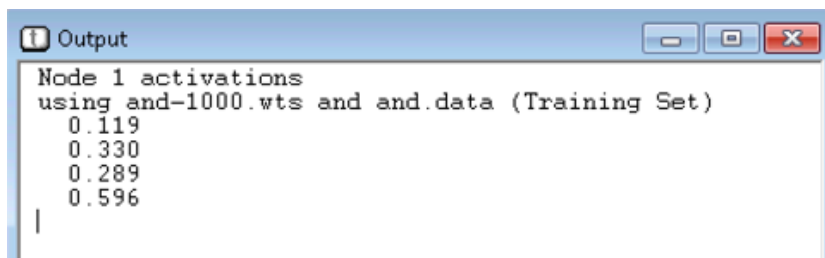 Output
Node 1 activations
using and-1000.wts and and.data (Training Set)
0.119
0.330
0.289
0.596